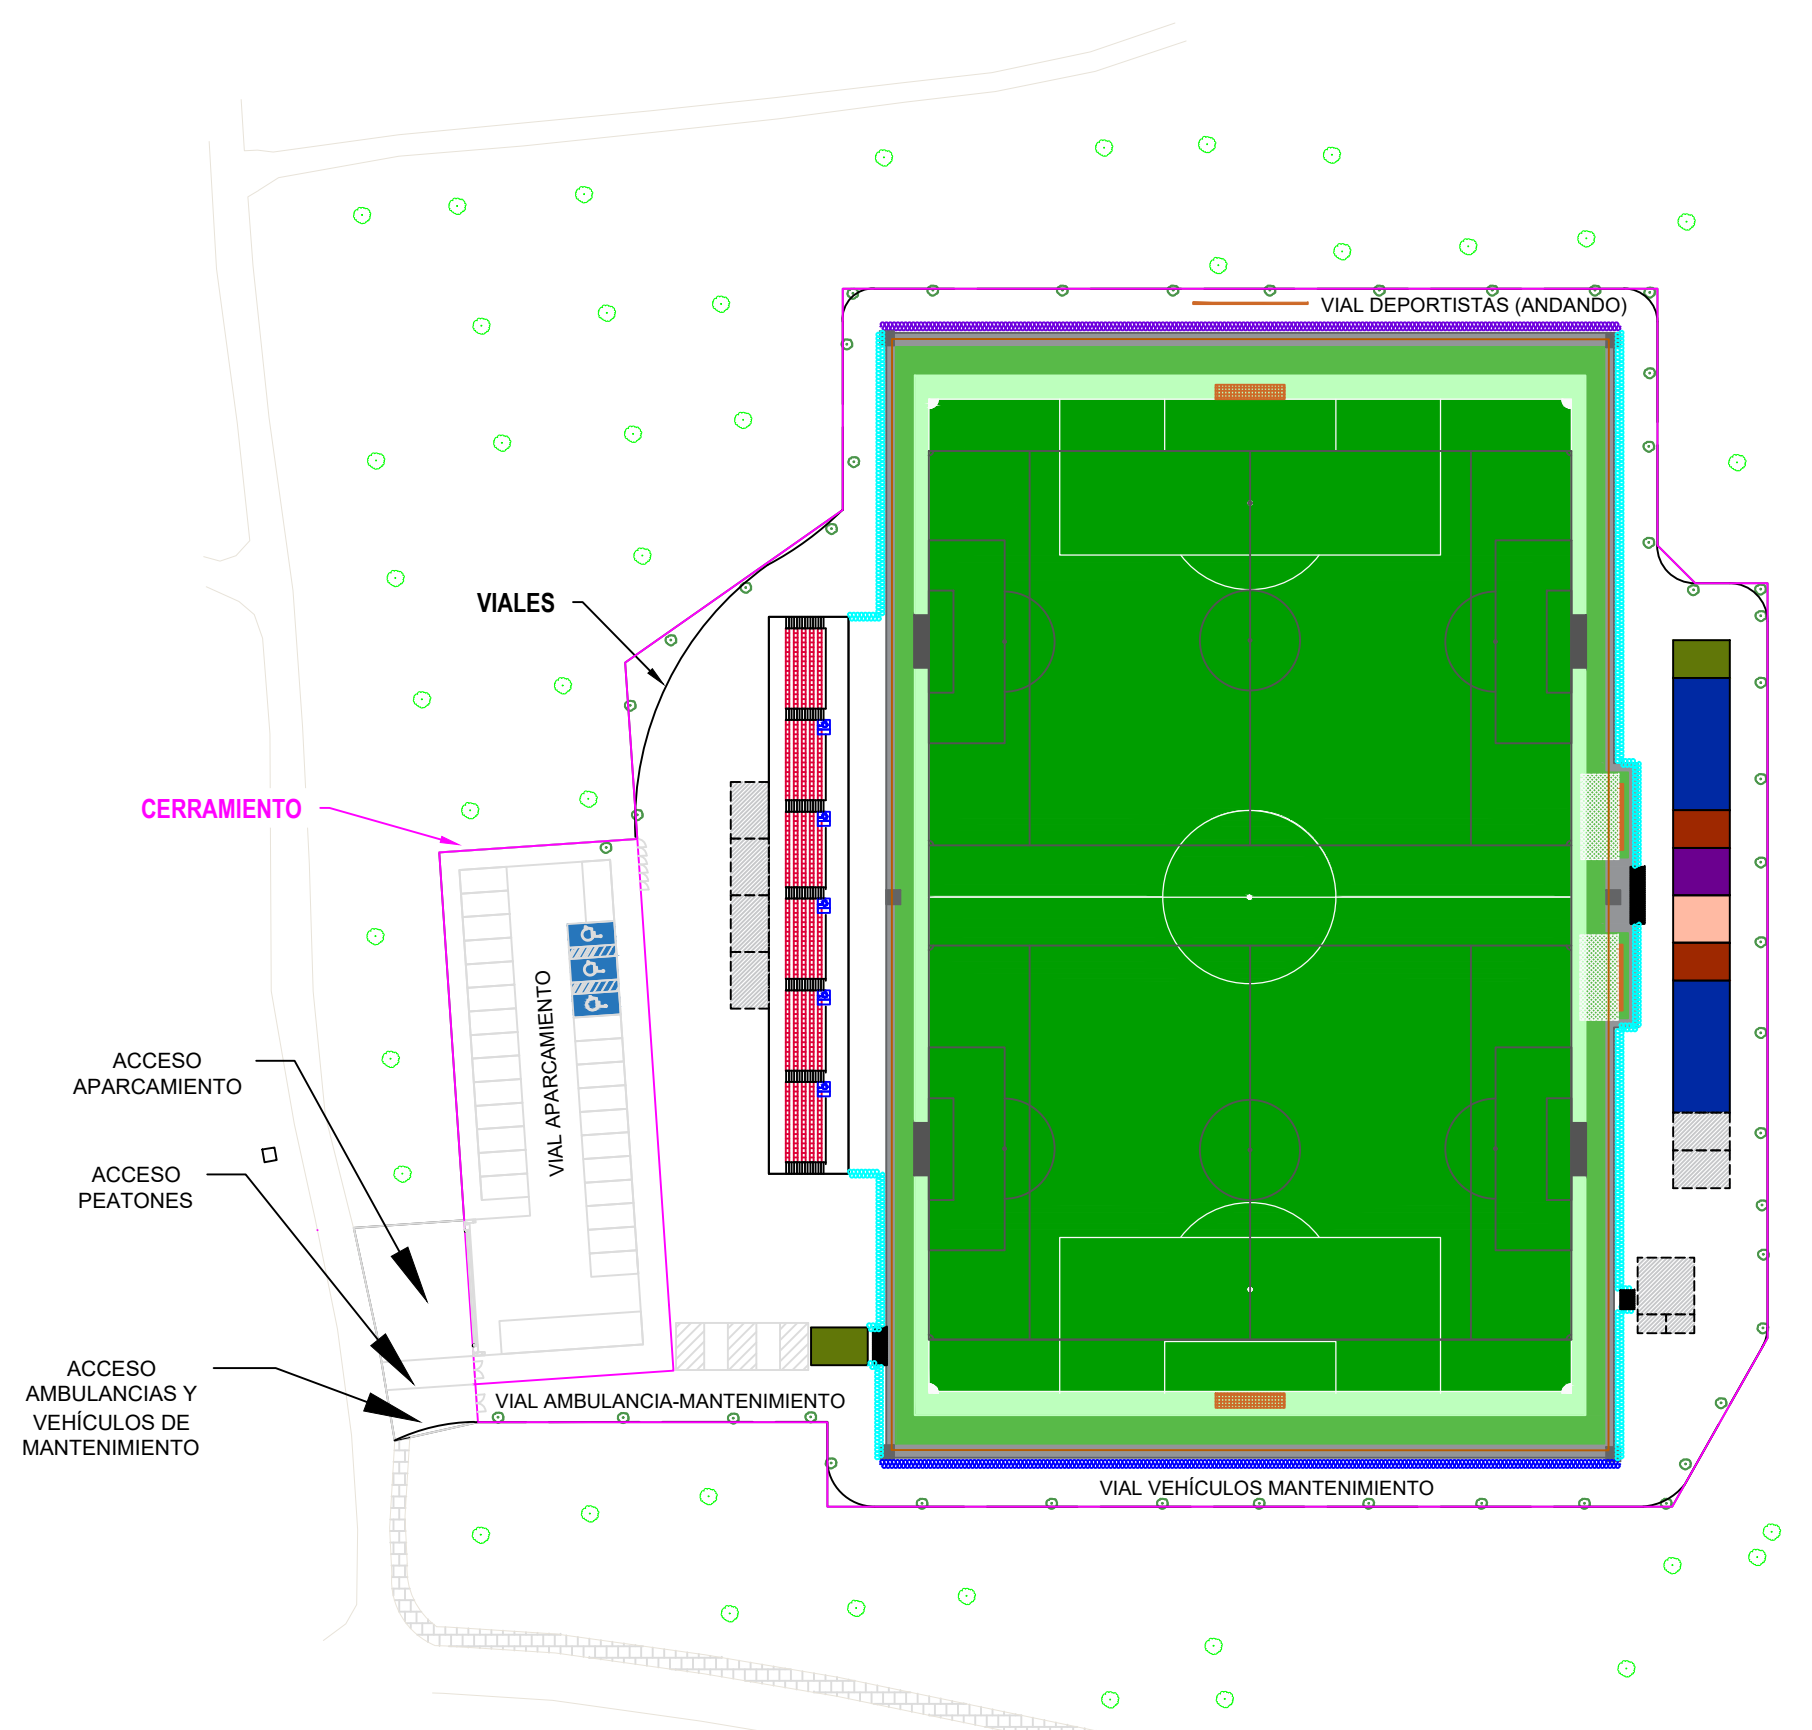 VIAL DEPORTISTAS (ANDANDO)
VIALES
CERRAMIENTO
VIAL APARCAMIENTO
ACCESO
APARCAMIENTO
ACCESO
PEATONES
ACCESO
AMBULANCIAS Y
VEHÍCULOS DE
MANTENIMIENTO
VIAL AMBULANCIA-MANTENIMIENTO
VIAL VEHÍCULOS MANTENIMIENTO